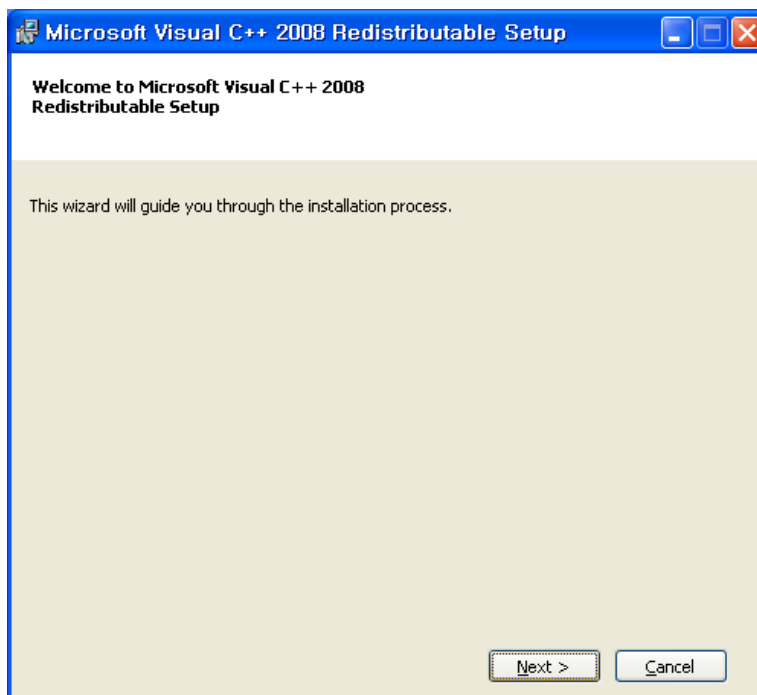 Microsoft Visual C++ 2008 Redistributable Setup
Welcome to Microsoft Visual C++ 2008
Redistributable Setup
This wizard will guide you through the installation process.
Next >
Cancel